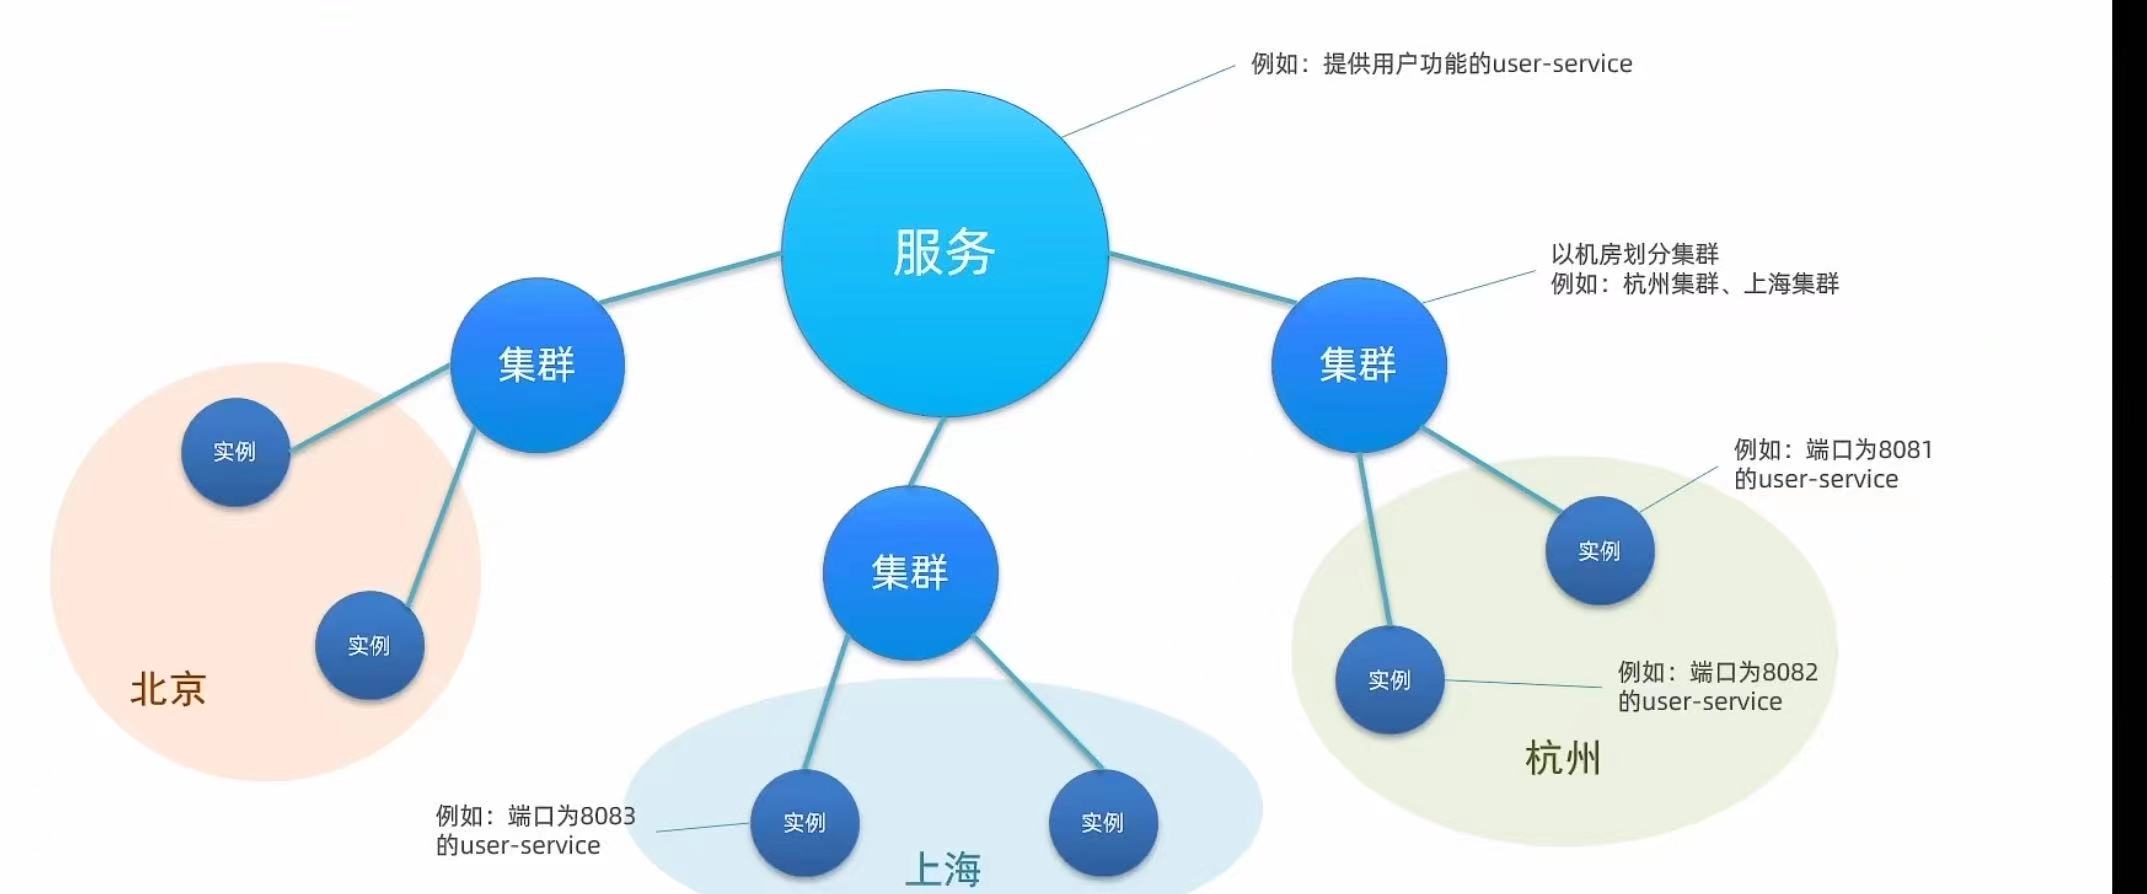 例如：提供用户功能的user-service
服务
以机房划分集群
例如：杭州集群、上海集群
集群
集群
实例
例如：端口为8081
的user-service
实例
集群
实例
北京
实例
例如：端口为8082
的user-service
杭州
例如：端口为8083
的user-service
实例
实例
上海